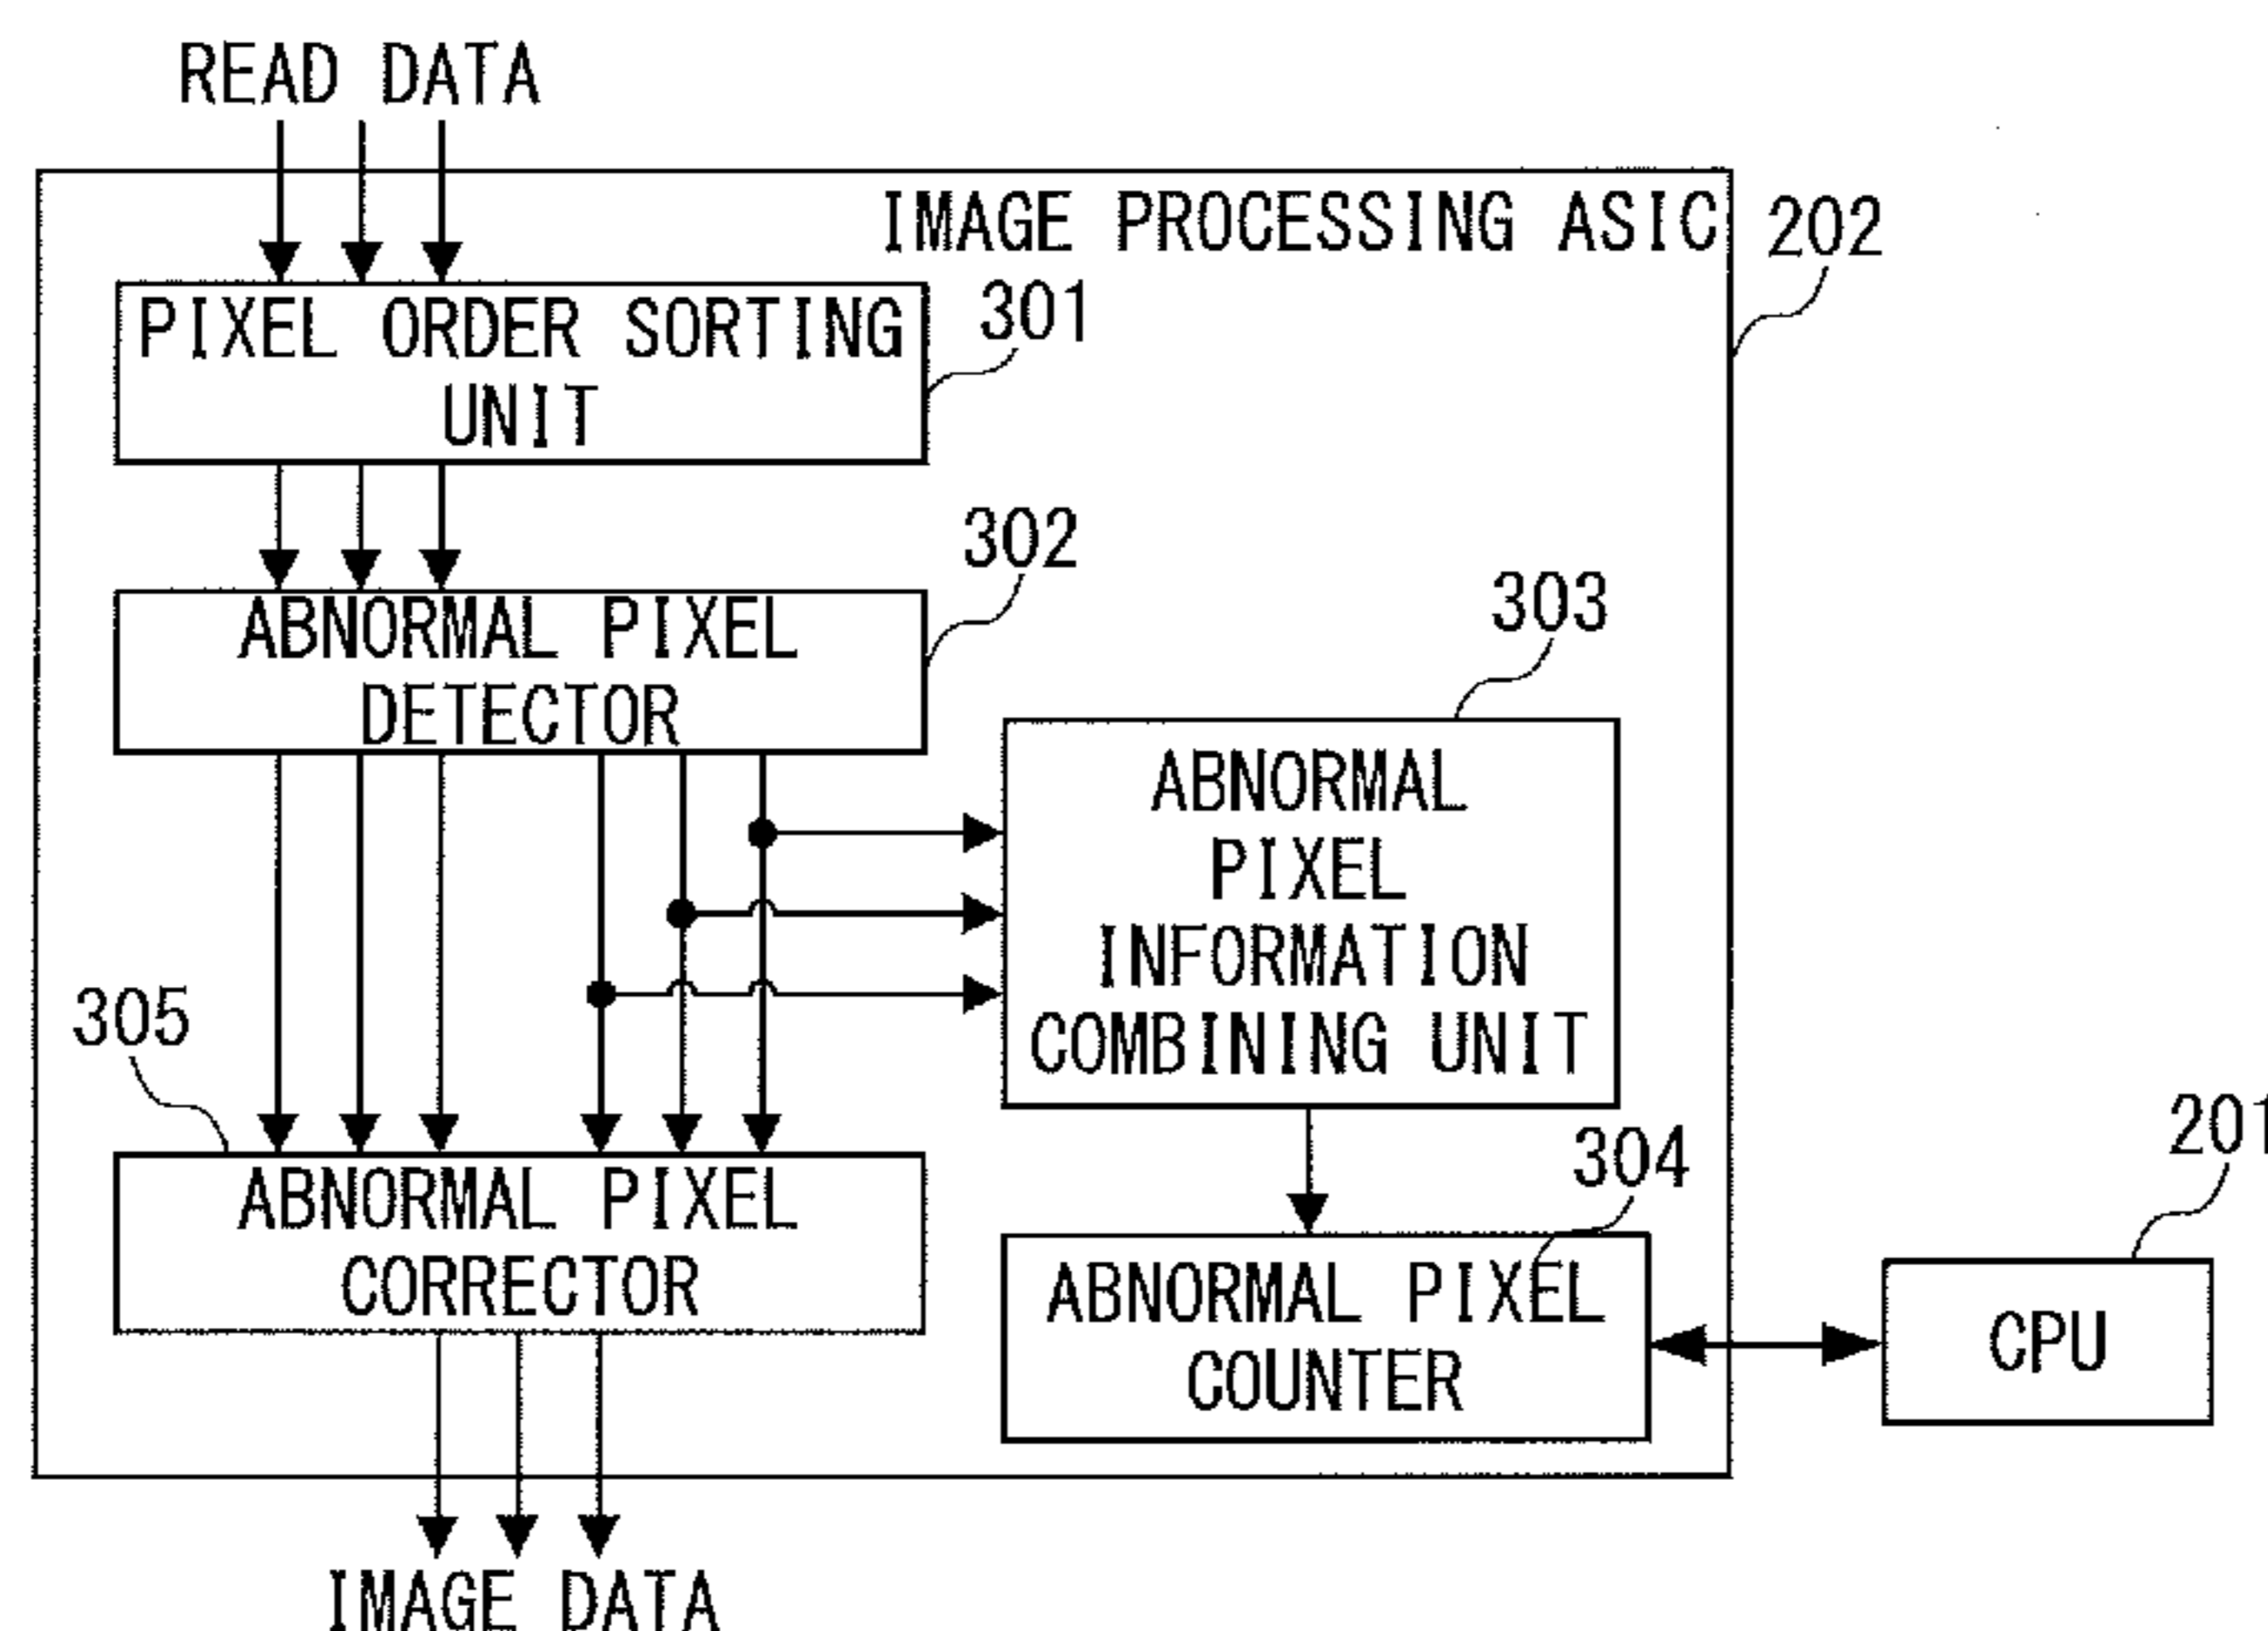 READ DATA
IMAGE PROCESSING ASIC
202
PIXEL ORDER SORTING
UNIT
301
302
ABNORMAL PIXEL
DETECTOR
303
ABNORMAL
PIXEL
INFORMATION
COMBINING UNIT
305
ABNORMAL PIXEL
CORRECTOR
304
ABNORMAL PIXEL
COUNTER
201
CPU
IMAGE DATA